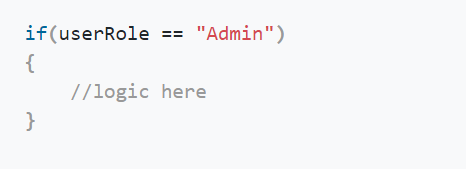 if(userRole == "Admin")
{
    //logic here
}